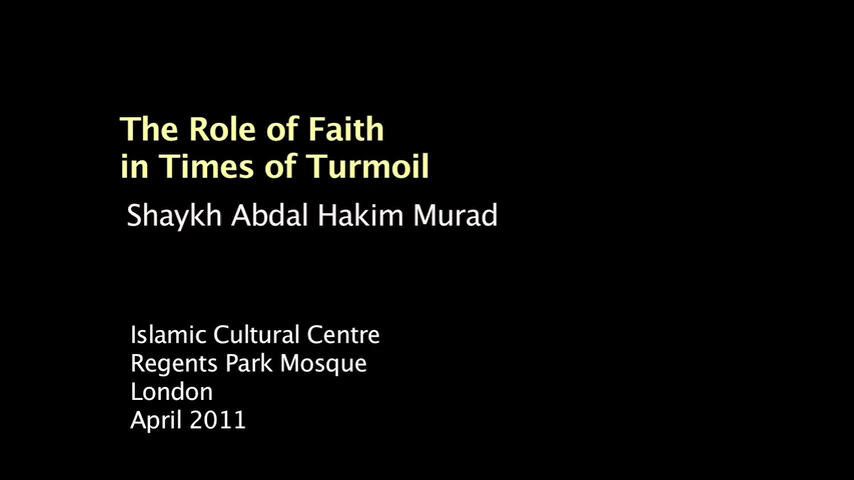 The Role of Faith
in Times of Turmoil
Shaykh Abdal Hakim Murad
Islamic Cultural Centre
Regents Park Mosque
London
April 2011